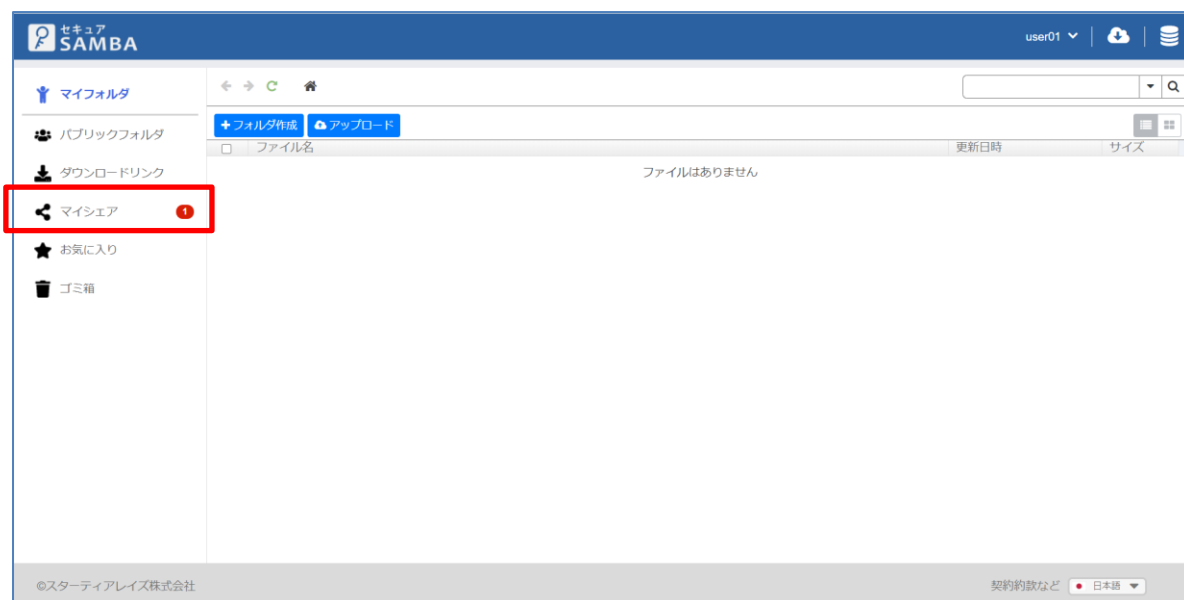 セキュア
SAMBA
user01
マイフォルダ
パブリックフォルダ
ダウンロードリンク
マイシェア 1
お気に入り
ゴミ箱
+フォルダ作成 アップロード
ファイル名 更新日時 サイズ
ファイルはありません
©スターティアレイズ株式会社
契約約款など 日本語